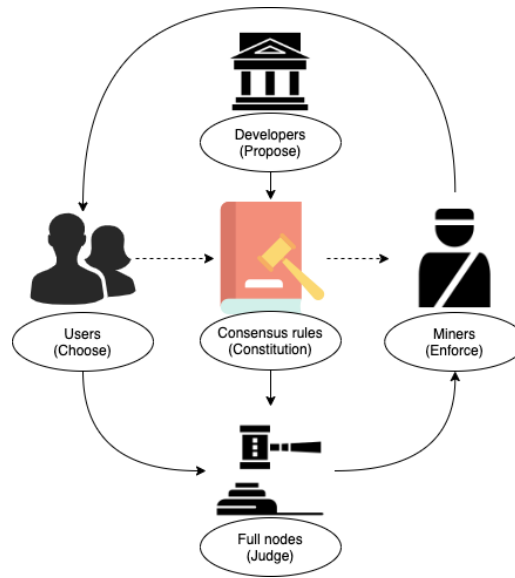 Developers
(Propose)
Users
(Choose)
Consensus rules
(Constitution)
Miners
(Enforce)
Full nodes
(Judge)